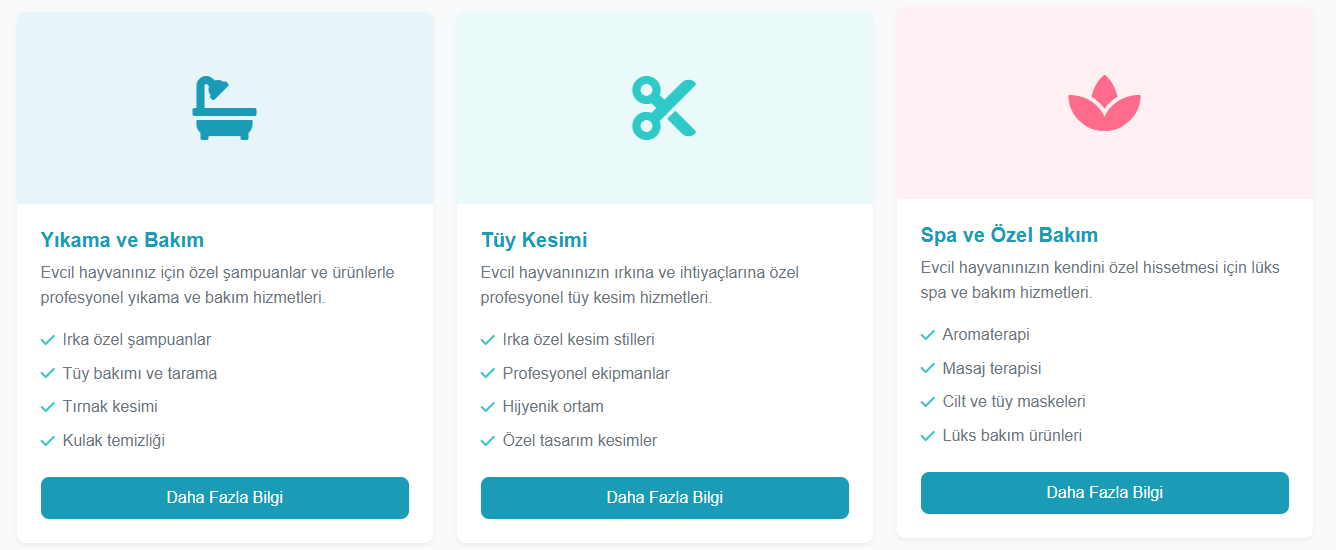 Yıkama ve Bakım
Evcil hayvanınız için özel şampuanlar ve ürünlerle
profesyonel yıkama ve bakım hizmetleri.
Irka özel şampuanlar
Tüy bakımı ve tarama
Tırnak kesimi
Kulak temizliği
Daha Fazla Bilgi
Tüy Kesimi
Evcil hayvanınızın ırkına ve ihtiyaçlarına özel
profesyonel tüy kesim hizmetleri.
Irka özel kesim stilleri
Profesyonel ekipmanlar
Hijyenik ortam
Özel tasarım kesimler
Daha Fazla Bilgi
Spa ve Özel Bakım
Evcil hayvanınızın kendini özel hissetmesi için lüks
spa ve bakım hizmetleri.
Aromaterapi
Masaj terapisi
Cilt ve tüy maskeleri
Lüks bakım ürünleri
Daha Fazla Bilgi